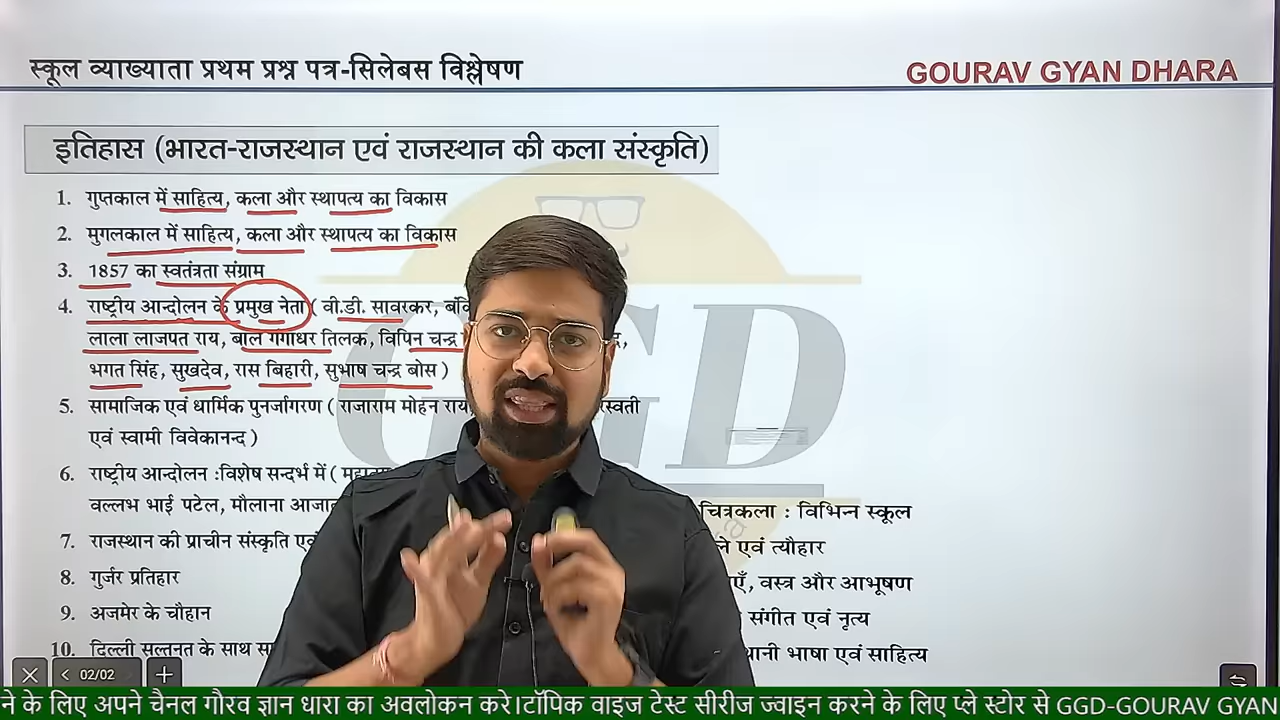 स्कूल व्याख्याता प्रथम प्रश्न पत्र-सिलेबस विश्लेषण
GOURAV GYAN DHARA
इतिहास (भारत-राजस्थान एवं राजस्थान की कला संस्कृति)
1. गुप्तकाल में साहित्य, कला और स्थापत्य का विकास
2. मुगलकाल में साहित्य, कला और स्थापत्य का विकास
3. 1857 का स्वतंत्रता संग्राम
4. राष्ट्रीय आन्दोलन के प्रमुख नेता ( वी.डी. सावरकर,
लाला लाजपत राय, बाल गंगाधर तिलक, विपिन चन्द्र
भगत सिंह, सुखदेव, रास बिहारी, सुभाष चन्द्र बोस )
5. सामाजिक एवं धार्मिक पुनर्जागरण ( राजाराम मोहन राय
एवं स्वामी विवेकानन्द )
6. राष्ट्रीय आन्दोलन :विशेष सन्दर्भ में (
वल्लभ भाई पटेल, मौलाना
7. राजस्थान की प्राचीन संस्कृति
8. गुर्जर प्रतिहार
9. अजमेर के चौहान
10. दिल्ली सल्तनत के साथ
चित्रकला : विभिन्न स्कूल
एवं त्यौहार
वस्त्र और आभूषण
संगीत एवं नृत्य
भाषा एवं साहित्य
GGD
02/02
ने के लिए अपने चैनल गौरव ज्ञान धारा का अवलोकन करे।टॉपिक वाइज टेस्ट सीरीज ज्वाइन करने के लिए प्ले स्टोर से GGD-GOURAV GYAN